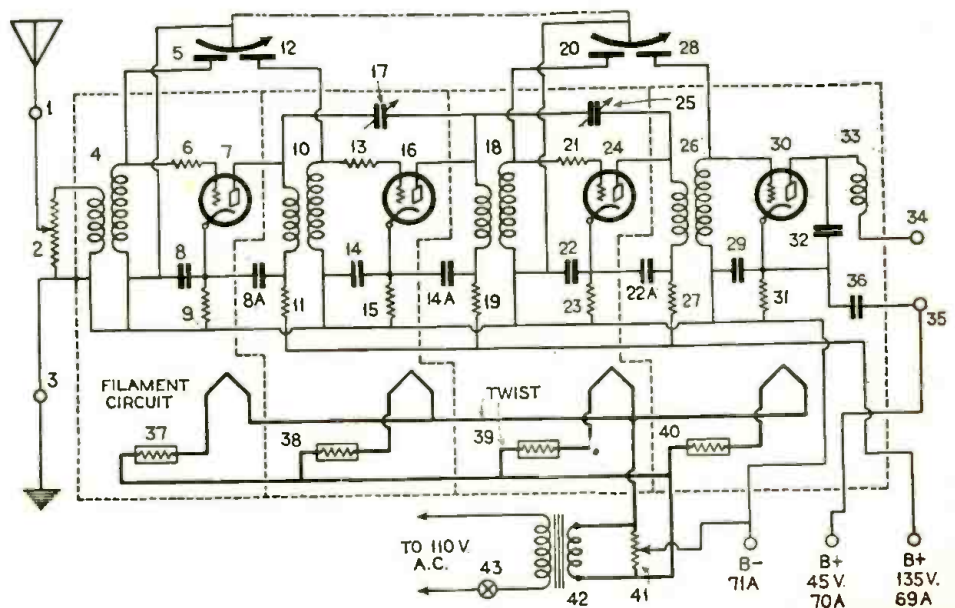 5 12 20 28
17 25
1
4 6 7 10 13 16 18 21 24 26 30 33
2 32 34
8 8A 14 14A 22 22A 29 36
9 11 15 19 23 27 31 35
3
FILAMENT
CIRCUIT
TWIST
37 38 39 40
TO 110 V.
A.C.
43 42 41
B-
71A
B+
45 V.
70A
B+
135 V.
69A